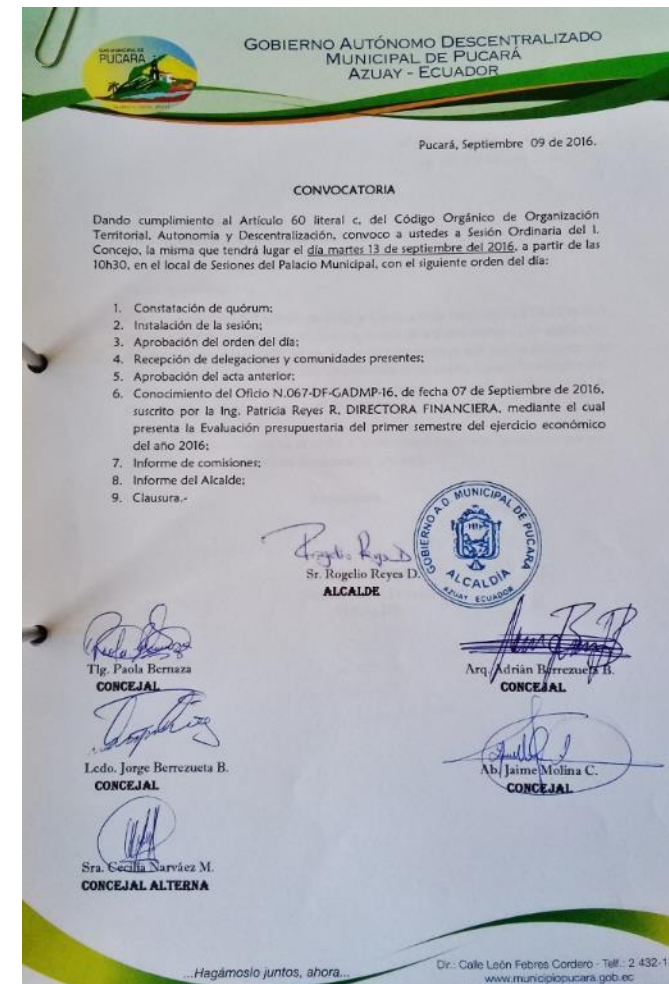 GAD MUNICIPAL DE
PUCARA
GOBIERNO AUTÓNOMO DESCENTRALIZADO
MUNICIPAL DE PUCARÁ
AZUAY - ECUADOR
Pucará, Septiembre 09 de 2016.
CONVOCATORIA
Dando cumplimiento al Artículo 60 literal c, del Código Orgánico de Organización
Territorial, Autonomía y Descentralización, convoco a ustedes a Sesión Ordinaria del I.
Concejo, la misma que tendrá lugar el día martes 13 de septiembre del 2016, a partir de las
10h30, en el local de Sesiones del Palacio Municipal, con el siguiente orden del día:
1. Constatación de quórum;
2. Instalación de la sesión;
3. Aprobación del orden del día;
4. Recepción de delegaciones y comunidades presentes;
5. Aprobación del acta anterior;
6. Conocimiento del Oficio N.067-DF-GADMP-16, de fecha 07 de Septiembre de 2016,
suscrito por la Ing. Patricia Reyes R. DIRECTORA FINANCIERA, mediante el cual
presenta la Evaluación presupuestaria del primer semestre del ejercicio económico
del año 2016;
7. Informe de comisiones;
8. Informe del Alcalde;
9. Clausura.-
GOBIERNO A.D. MUNICIPAL DE PUCARA
ALCALDÍA
AZUAY ECUADOR
Rogelio Reyes D
Sr. Rogelio Reyes D.
ALCALDE
Tlg. Paola Bernaza
CONCEJAL
Arq. Adrián Berrezueta B.
CONCEJAL
Lcdo. Jorge Berrezueta B.
CONCEJAL
Ab. Jaime Molina C.
CONCEJAL
Sra. Cecilia Narváez M.
CONCEJAL ALTERNA
...Hagámoslo juntos, ahora...
Dir.: Calle León Febres Cordero - Telf.: 2 432-1
www.municipiopucara.gob.ec